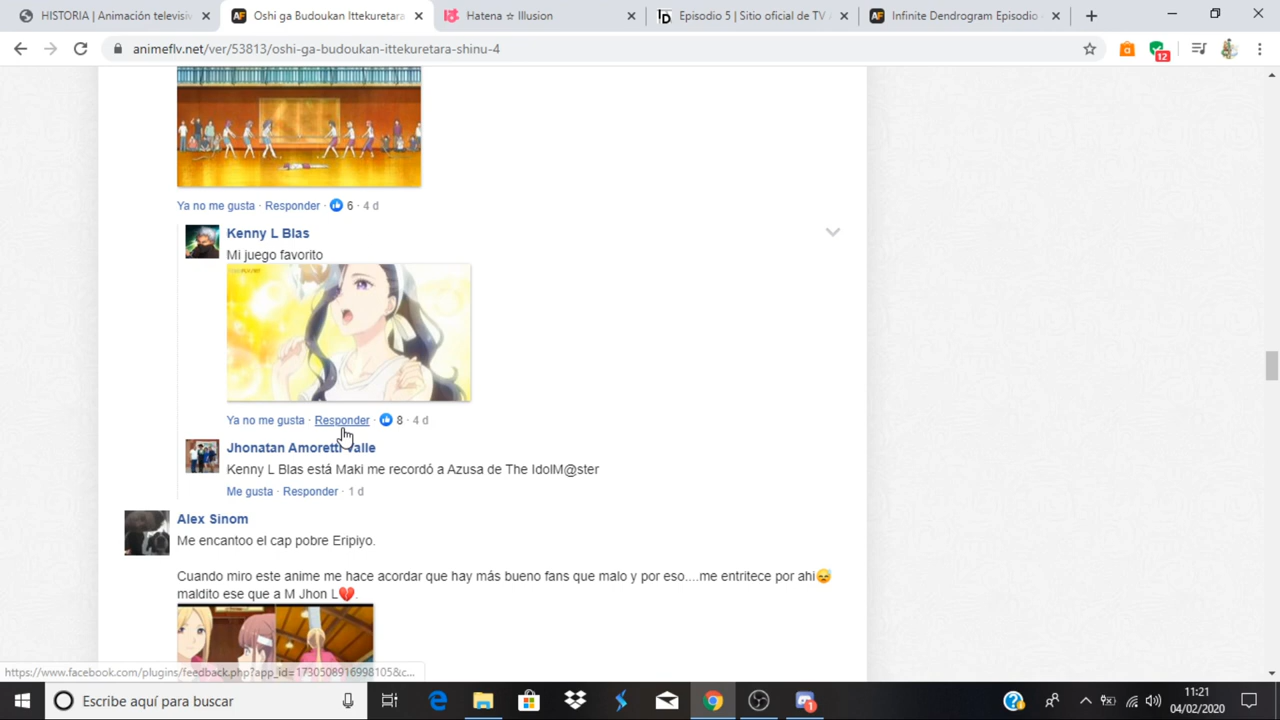 HISTORIA | Animación televisiv
Oshi ga Budoukan Ittekuretara
Hatena ☆ Illusion
Episodio 5 | Sitio oficial de TV A
Infinite Dendrogram Episodio
animeflv.net/ver/53813/oshi-ga-budoukan-ittekuretara-shinu-4
12
Ya no me gusta · Responder · 6 · 4 d
Kenny L Blas
Mi juego favorito
Ya no me gusta · Responder · 8 · 4 d
Jhonatan Amoretti Valle
Kenny L Blas está Maki me recordó a Azusa de The IdolM@ster
Me gusta · Responder · 1 d
Alex Sinom
Me encantoo el cap pobre Eripiyo.
Cuando miro este anime me hace acordar que hay más bueno fans que malo y por eso....me entritece por ahi😅
maldito ese que a M Jhon L💔.
https://www.facebook.com/plugins/feedback.php?app_id=1730508916998105&c...
Escribe aquí para buscar
11:21
04/02/2020